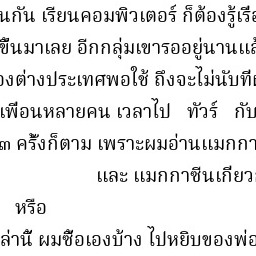 นกัน เรียนคอมพิวเตอร์ ก็ต้องรู้เรื่
ขึ้นมาเลย อีกกลุ่มเขารออยู่นานแล้
องต่างประเทศพอใช้ ถึงจะไม่นับที่
เพื่อนหลายคน เวลาไป ทัวร์ กับ
๓ ครั้งก็ตาม เพราะผมอ่านแมกกา
และ แมกกาซีนเกี่ยว
หรือ
ล่านี้ ผมซื้อเองบ้าง ไปหยิบของพ่อ